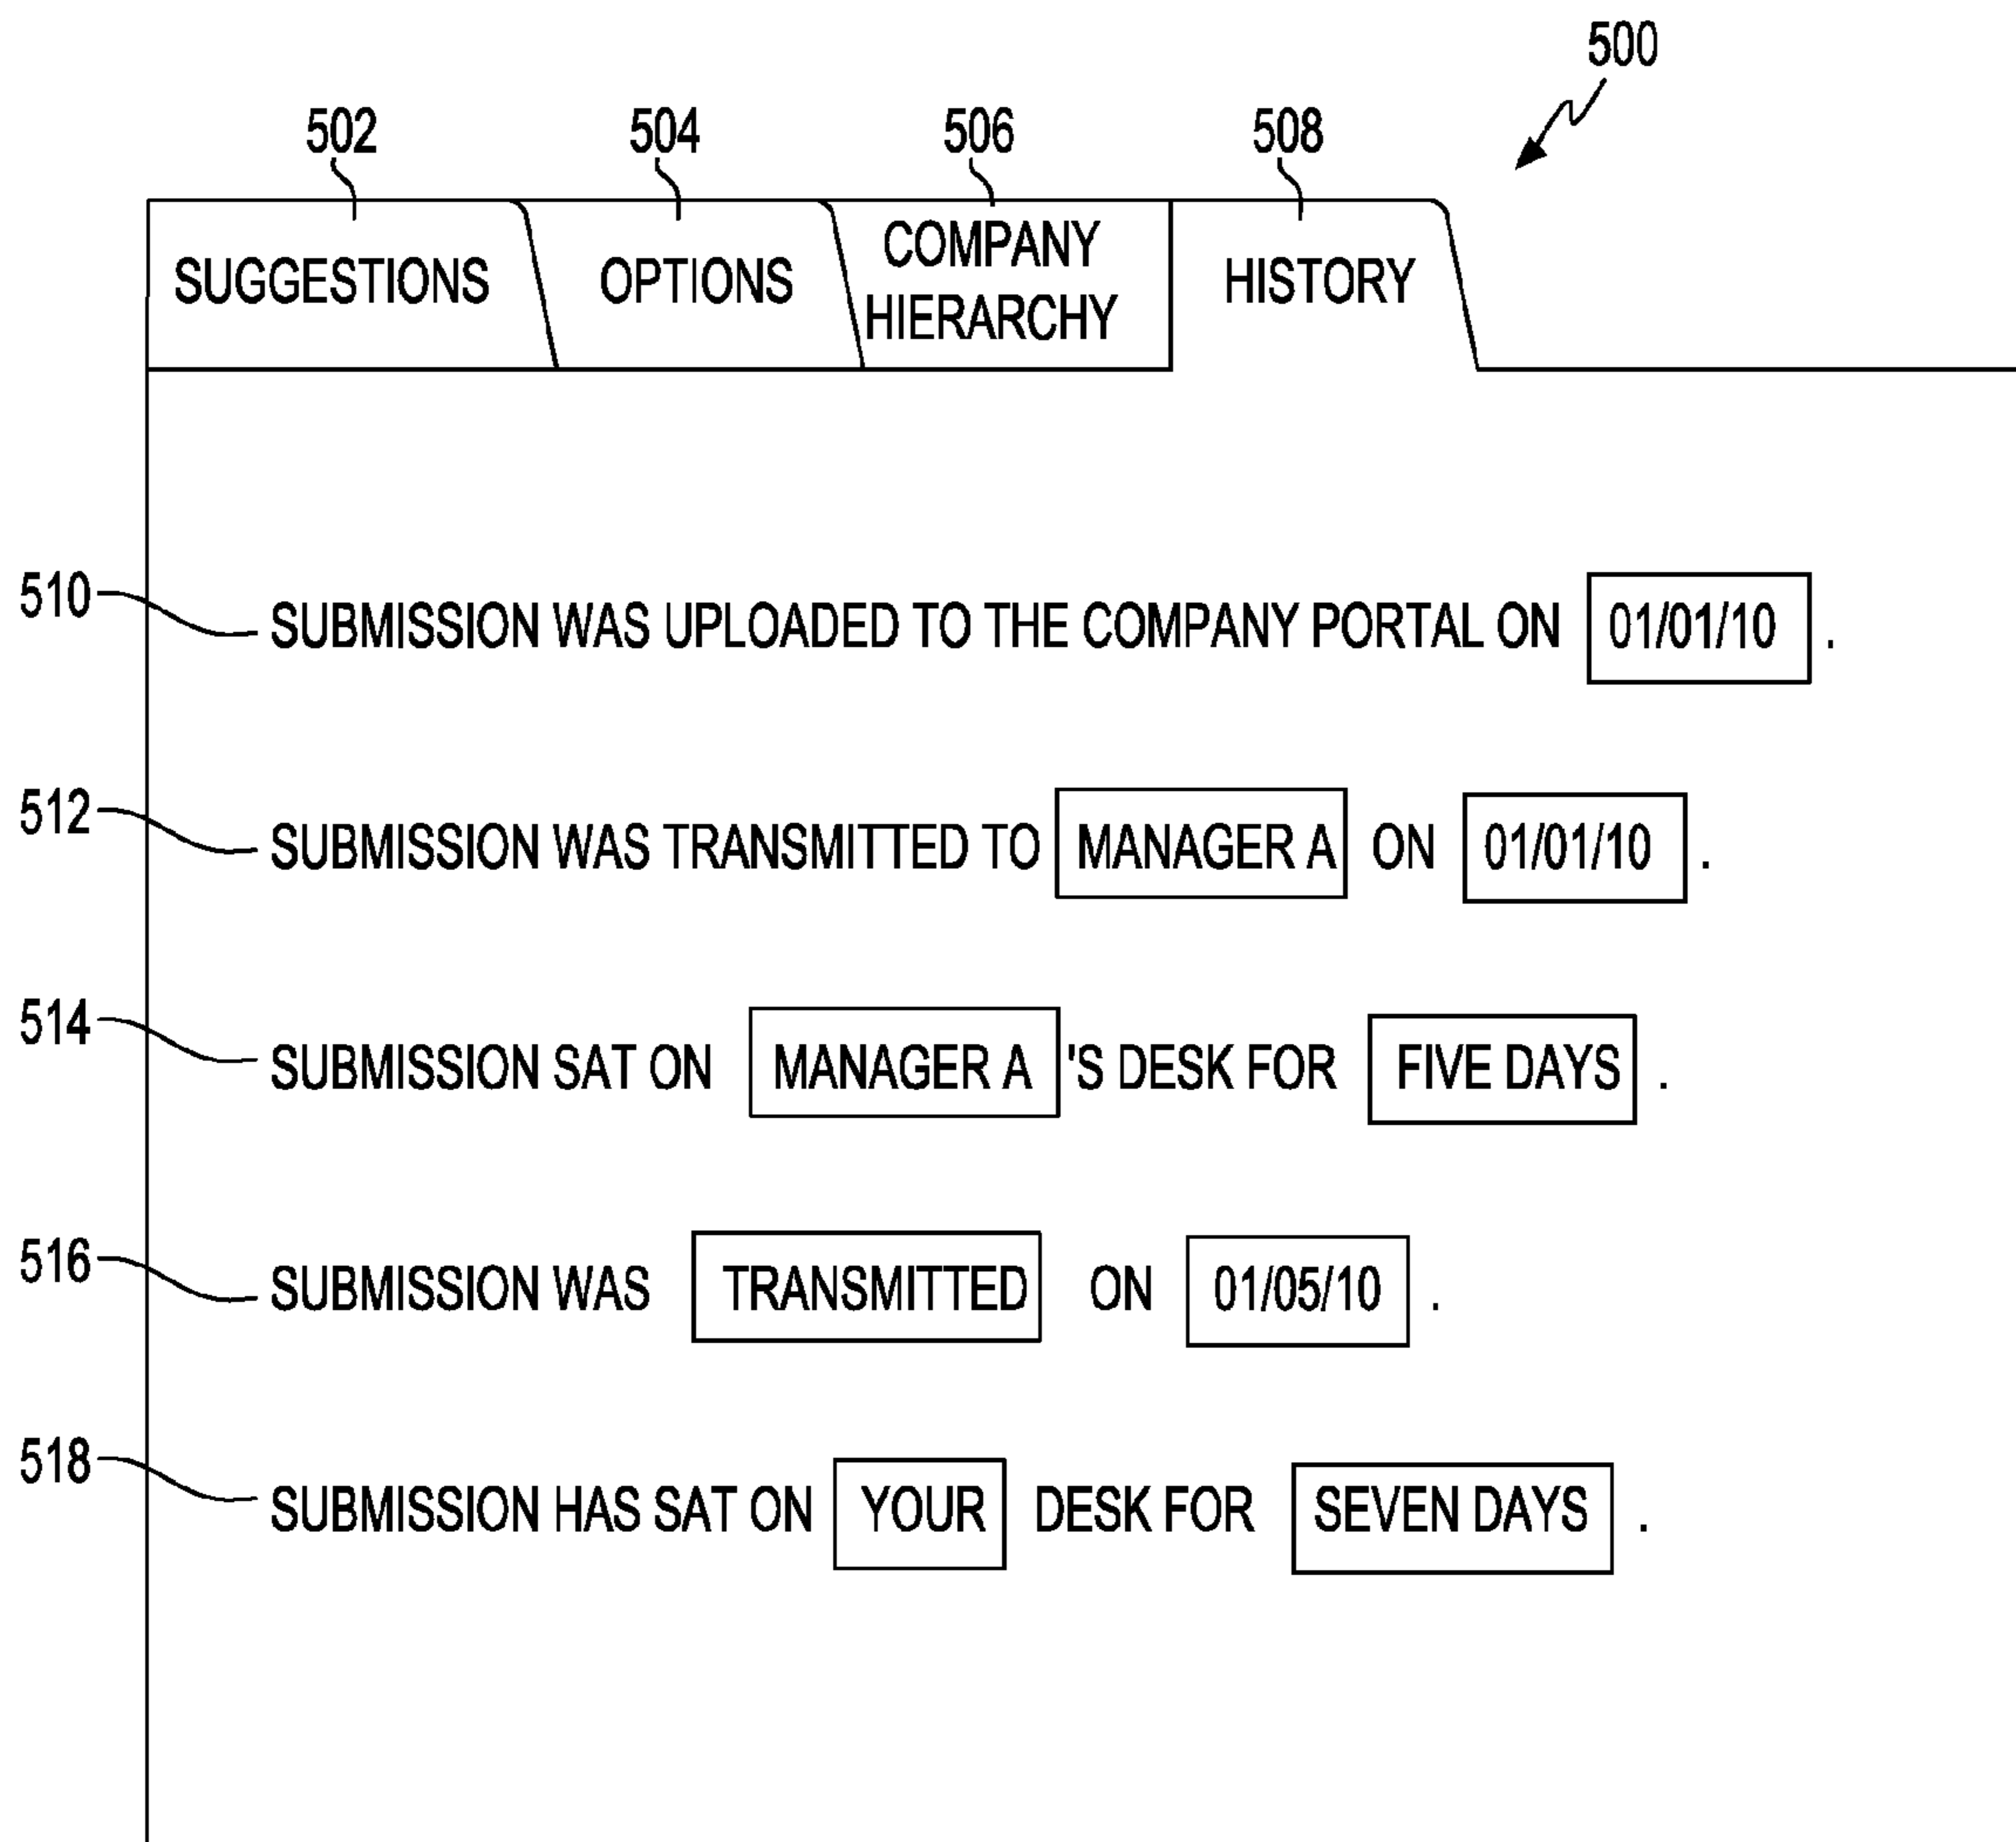 500
502 504 506 508
SUGGESTIONS OPTIONS COMPANY HIERARCHY HISTORY
510 SUBMISSION WAS UPLOADED TO THE COMPANY PORTAL ON 01/01/10 .
512 SUBMISSION WAS TRANSMITTED TO MANAGER A ON 01/01/10 .
514 SUBMISSION SAT ON MANAGER A 'S DESK FOR FIVE DAYS .
516 SUBMISSION WAS TRANSMITTED ON 01/05/10 .
518 SUBMISSION HAS SAT ON YOUR DESK FOR SEVEN DAYS .